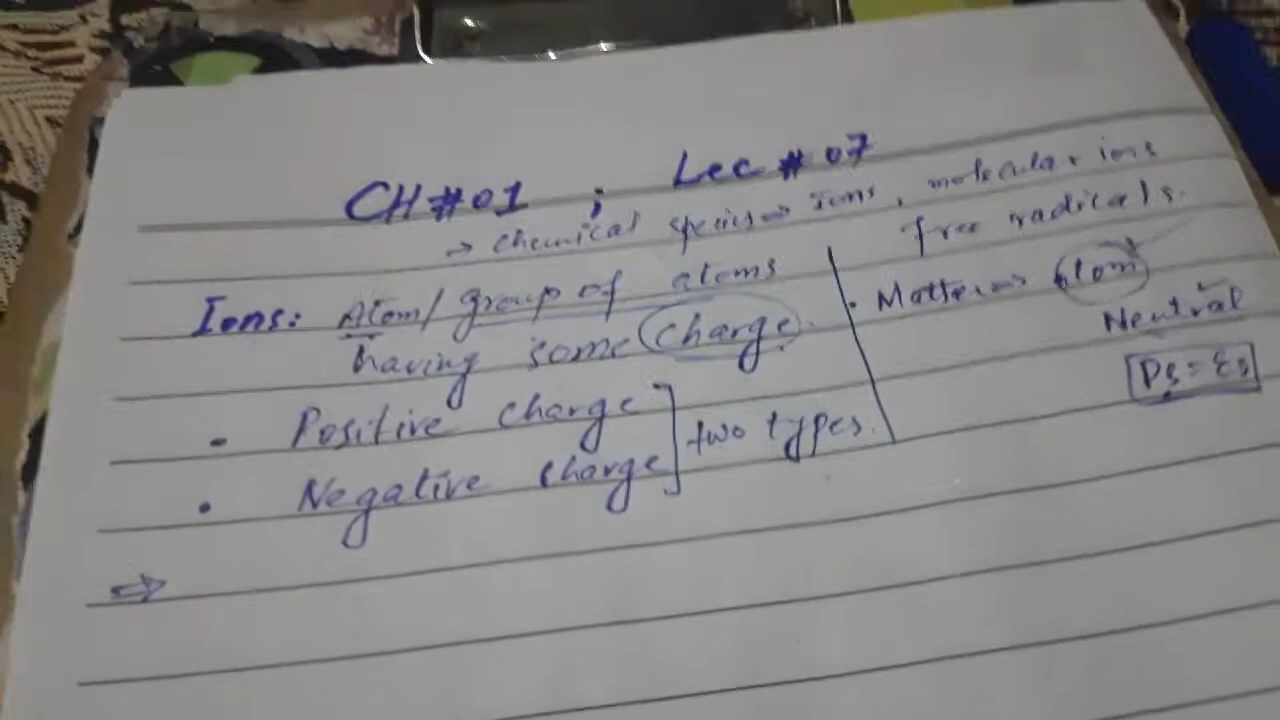 CH#01 ; Lec # 07
→ Chemical species → Ions, molecular ions
free radicals.
Ions: Atom/group of atoms
having some charge.
• Positive charge
• Negative charge
two types.
• Matter → atom
Neutral
Ps = Es
⇒